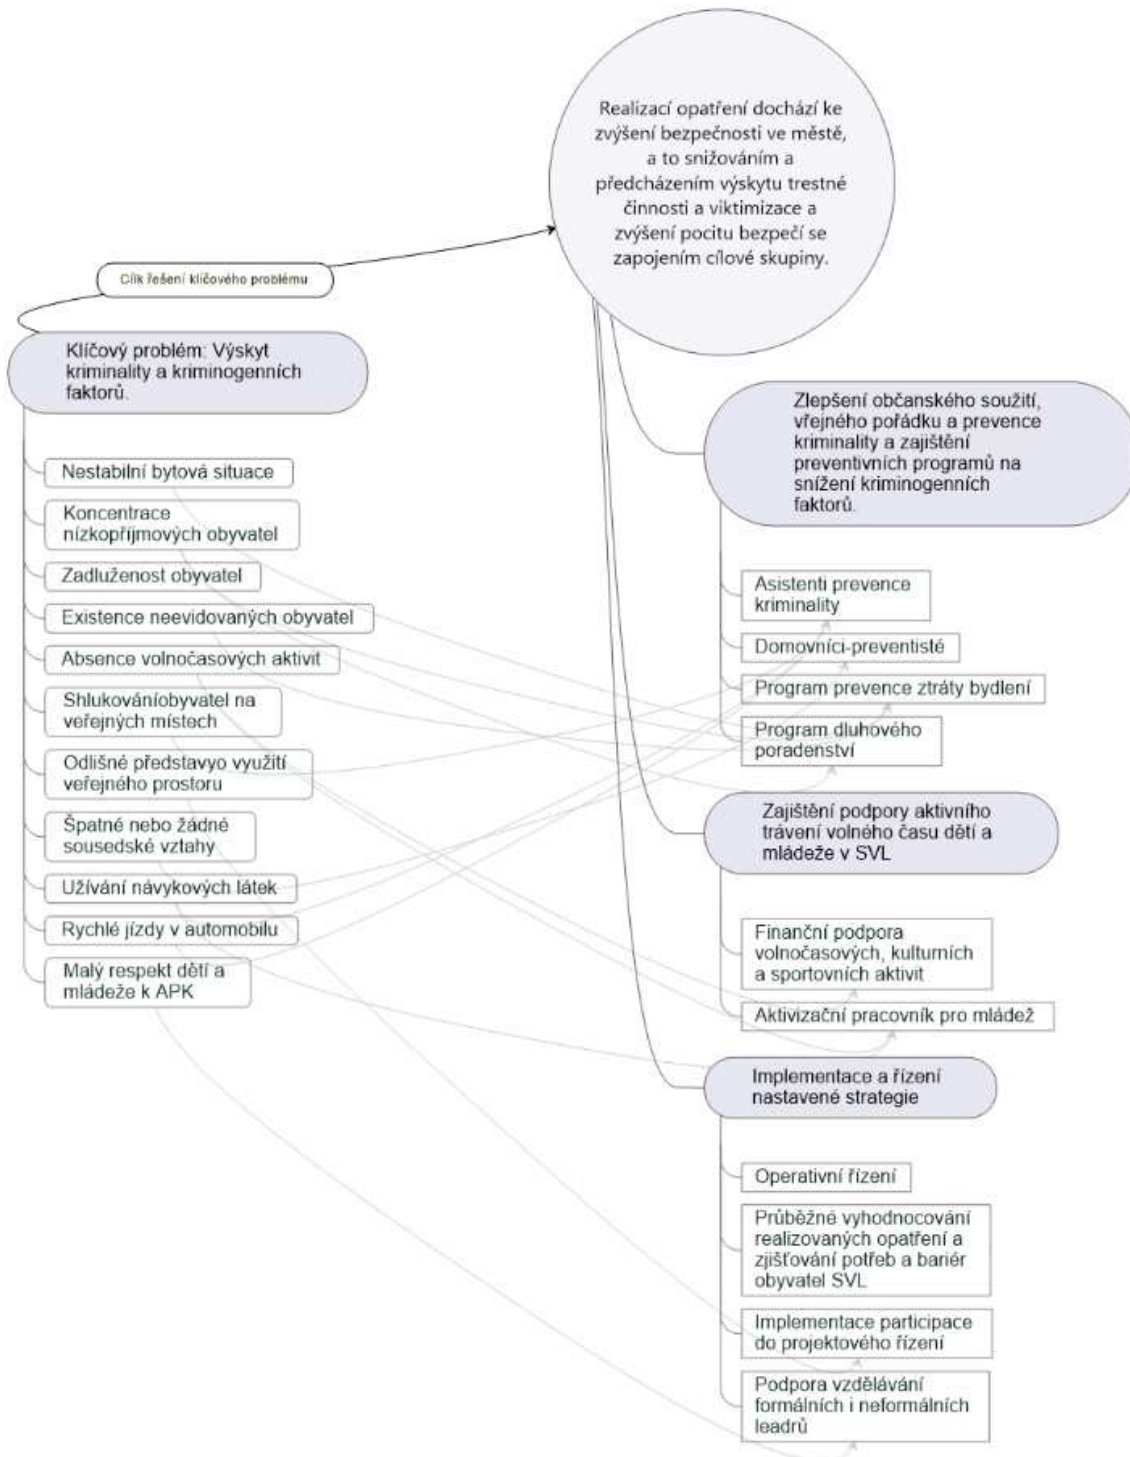 Realizací opatření dochází ke
zvýšení bezpečnosti ve městě,
a to snižováním a
předcházením výskytu trestné
činnosti a viktimizace a
zvýšení pocitu bezpečí se
zapojením cílové skupiny.
Cílk řešení klíčového problému
Klíčový problém: Výskyt
kriminality a kriminogenních
faktorů.
Nestabilní bytová situace
Koncentrace
nízkopříjmových obyvatel
Zadluženost obyvatel
Existence neevidovaných obyvatel
Absence volnočasových aktivit
Shlukováníobyvatel na
veřejných místech
Odlišné představyo využití
veřejného prostoru
Špatné nebo žádné
sousedské vztahy
Užívání návykových látek
Rychlé jízdy v automobilu
Malý respekt dětí a
mládeže k APK
Zlepšení občanského soužití,
vřejného pořádku a prevence
kriminality a zajištění
preventivních programů na
snížení kriminogenních
faktorů.
Asistenti prevence
kriminality
Domovníci-preventisté
Program prevence ztráty bydlení
Program dluhového
poradenství
Zajištění podpory aktivního
trávení volného času dětí a
mládeže v SVL
Finanční podpora
volnočasových, kulturních
a sportovních aktivit
Aktivizační pracovník pro mládež
Implementace a řízení
nastavené strategie
Operativní řízení
Průběžné vyhodnocování
realizovaných opatření a
zjišťování potřeb a bariér
obyvatel SVL
Implementace participace
do projektového řízení
Podpora vzdělávání
formálních i neformálních
leadrů